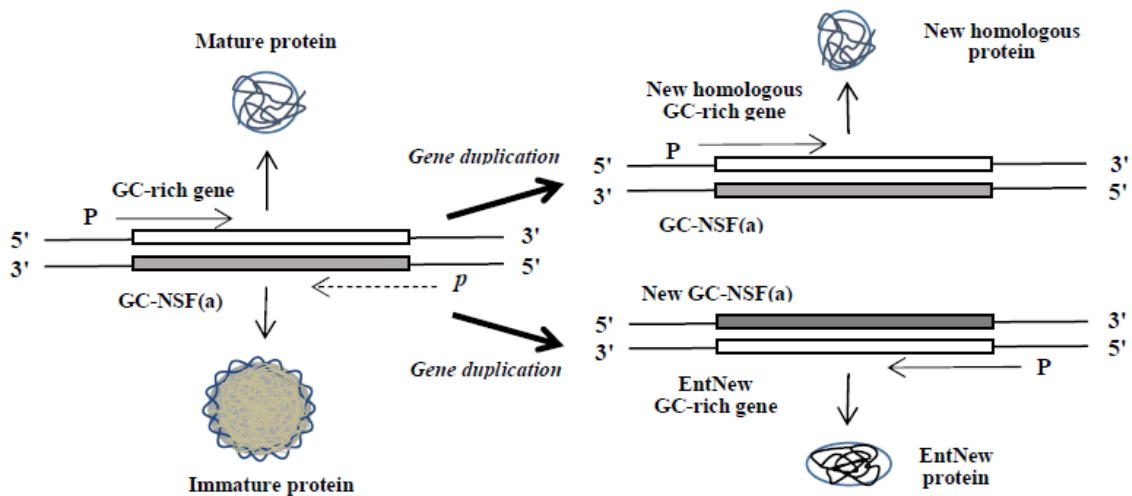 Mature protein
GC-rich gene
P
5' 3'
3' 5'
GC-NSF(a)
p
Immature protein
Gene duplication
Gene duplication
New homologous
protein
New homologous
GC-rich gene
P
5' 3'
3' 5'
GC-NSF(a)
New GC-NSF(a)
5' 3'
3' 5'
P
EntNew
GC-rich gene
EntNew
protein